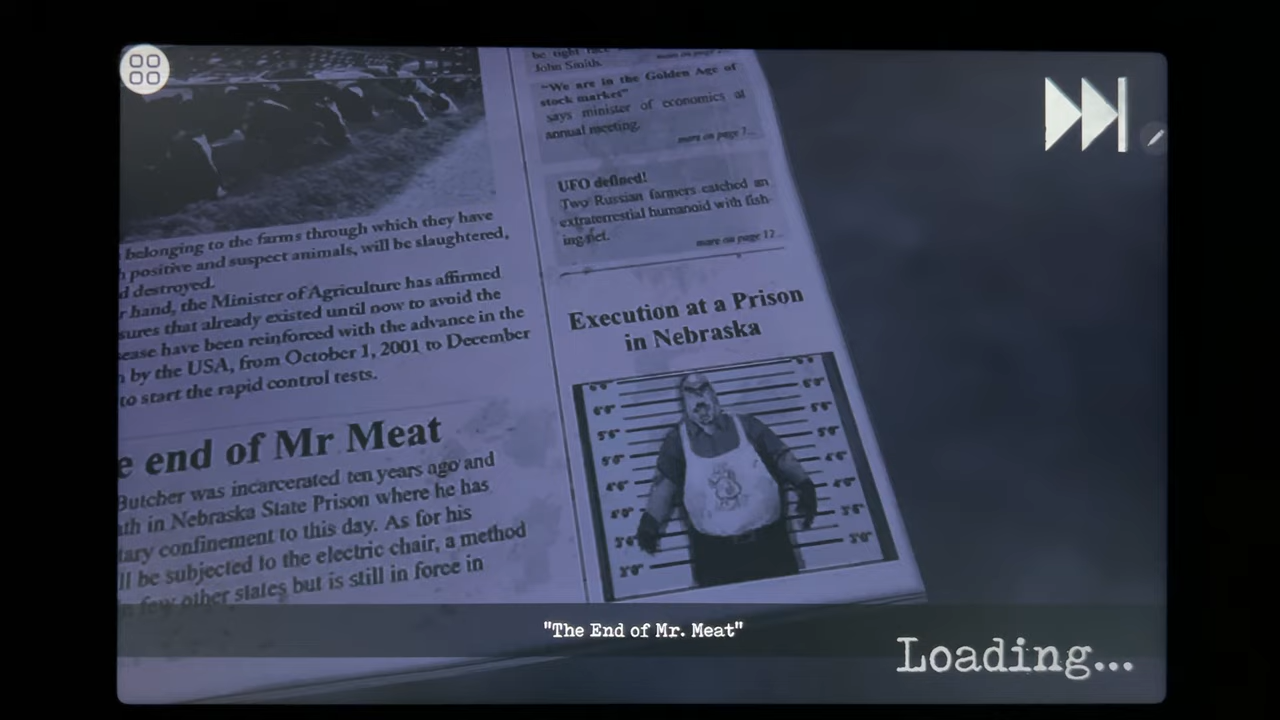 belonging to the farms through which they have
positive and suspect animals, will be slaughtered,
d destroyed.
r hand, the Minister of Agriculture has affirmed
sures that already existed until now to avoid the
ease have been reinforced with the advance in the
by the USA, from October 1, 2001 to December
to start the rapid control tests.
e end of Mr Meat
Butcher was incarcerated ten years ago and
ath in Nebraska State Prison where he has
tary confinement to this day. As for his
ll be subjected to the electric chair, a method
n few other states but is still in force in
be tight
John Smith.
"We are in the Golden Age of
stock market"
says minister of economics at
annual meeting.
more on page 7...
UFO defined!
Two Russian farmers catched an
extraterrestial humanoid with fish-
ing net.
more on page 12...
Execution at a Prison
in Nebraska
"The End of Mr. Meat"
Loading...